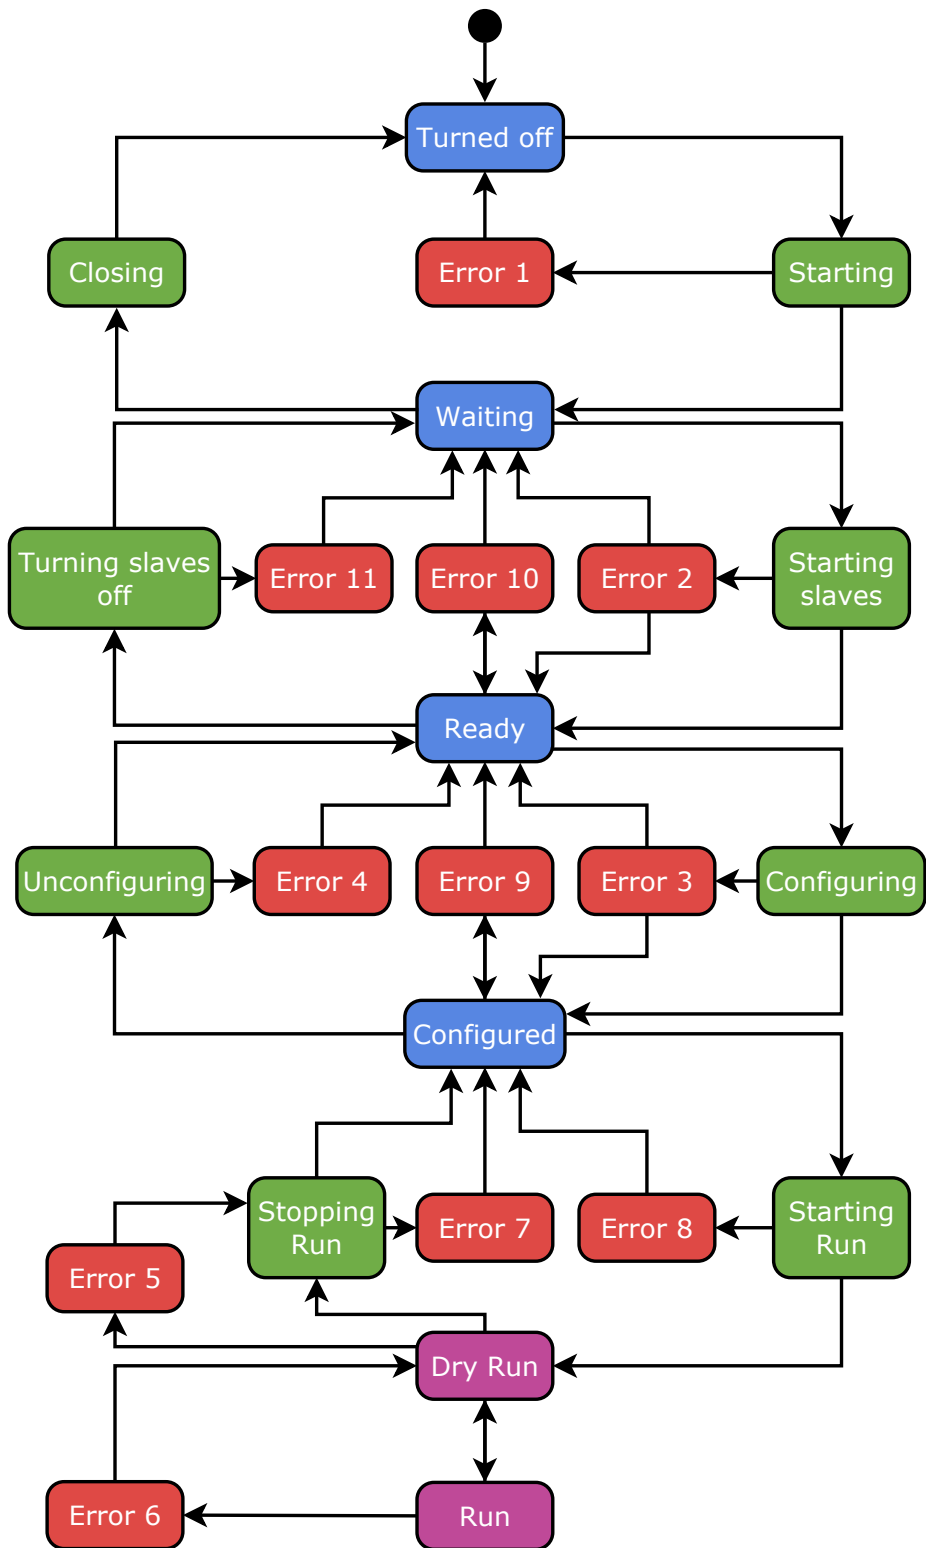 Turned off
Closing
Error 1
Starting
Waiting
Turning slaves
off
Error 11
Error 10
Error 2
Starting
slaves
Ready
Unconfiguring
Error 4
Error 9
Error 3
Configuring
Configured
Stopping
Run
Error 7
Error 8
Starting
Run
Error 5
Dry Run
Error 6
Run